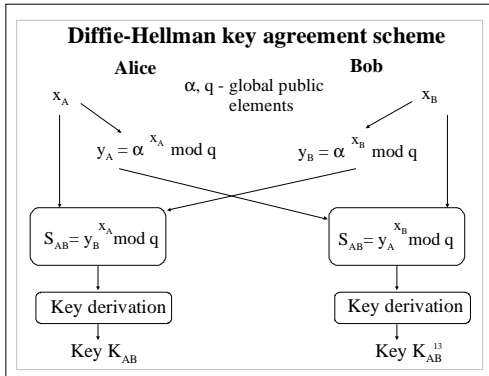 Diffie-Hellman key agreement scheme
Alice
Bob
α, q - global public
elements
x_A
x_B
y_A = α^x_A mod q
y_B = α^x_B mod q
S_AB = y_B^x_A mod q
S_AB = y_A^x_B mod q
Key derivation
Key derivation
Key K_AB
Key K_AB
13